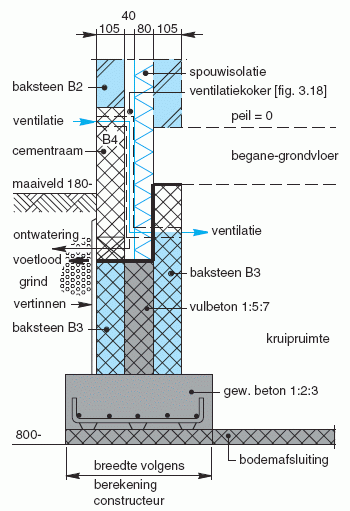 40
105
80
105
spouwisolatie
baksteen B2
ventilatiekoker [fig. 3.18]
peil = 0
ventilatie
B4
cementraam
begane-grondvloer
maaiveld 180-
ontwatering
ventilatie
voetlood
grind
baksteen B3
vertinnen
vulbeton 1:5:7
baksteen B3
kruipruimte
gew. beton 1:2:3
800-
bodemafsluiting
breedte volgens
berekening
constructeur